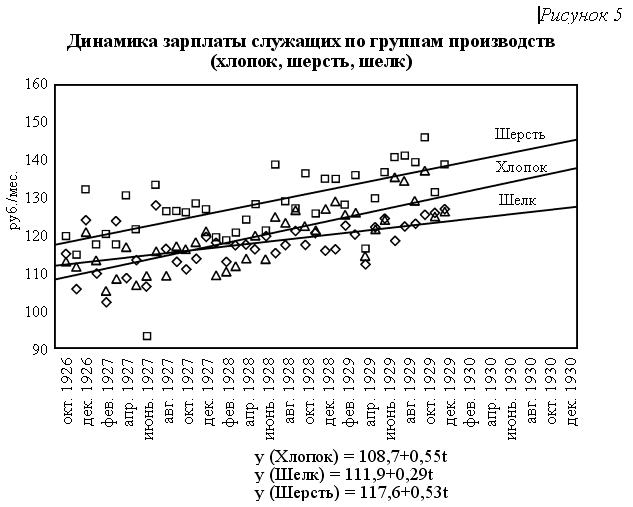 Рисунок 5
Динамика зарплаты служащих по группам производств
(хлопок, шерсть, шелк)
руб./мес.
160
150
140
130
120
110
100
90
Шерсть
Хлопок
Шелк
окт. 1926
дек. 1926
фев. 1927
апр. 1927
июнь. 1927
авг. 1927
окт. 1927
дек. 1927
фев. 1928
апр. 1928
июнь. 1928
авг. 1928
окт. 1928
дек. 1928
фев. 1929
апр. 1929
июнь. 1929
авг. 1929
окт. 1929
дек. 1929
фев. 1930
апр. 1930
июнь. 1930
авг. 1930
окт. 1930
дек. 1930
y (Хлопок) = 108,7+0,55t
y (Шелк) = 111,9+0,29t
y (Шерсть) = 117,6+0,53t